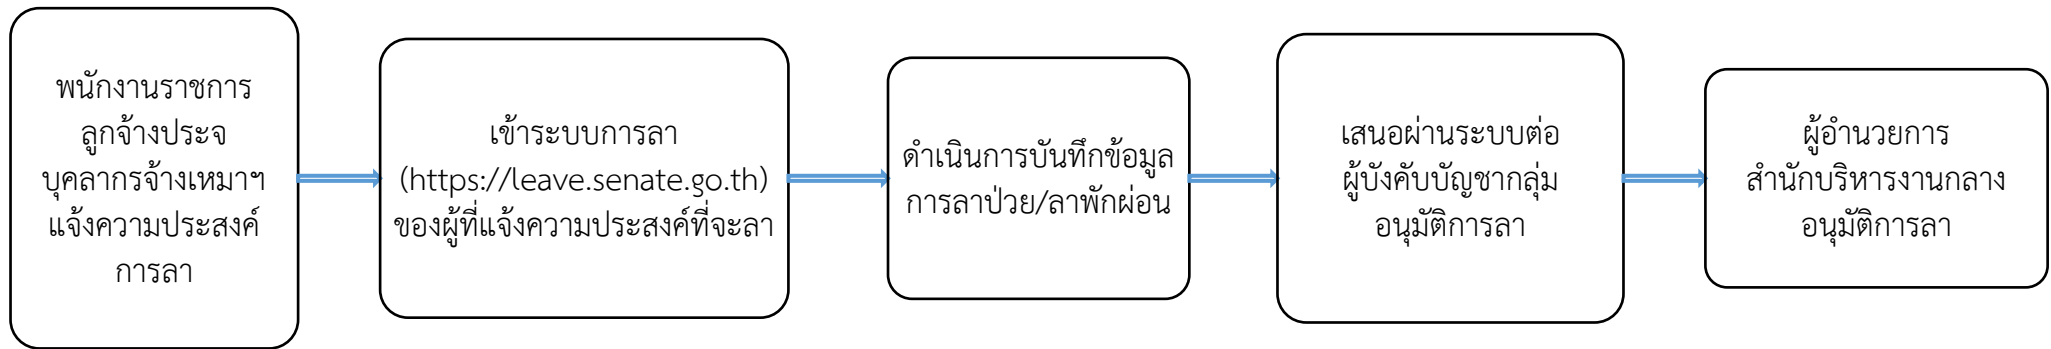 พนักงานราชการ
ลูกจ้างประจ
บุคลากรจ้างเหมาฯ
แจ้งความประสงค์
การลา
เข้าระบบการลา
(https://leave.senate.go.th)
ของผู้ที่แจ้งความประสงค์ที่จะลา
ดำเนินการบันทึกข้อมูล
การลาป่วย/ลาพักผ่อน
เสนอผ่านระบบต่อ
ผู้บังคับบัญชากลุ่ม
อนุมัติการลา
ผู้อำนวยการ
สำนักบริหารงานกลาง
อนุมัติการลา